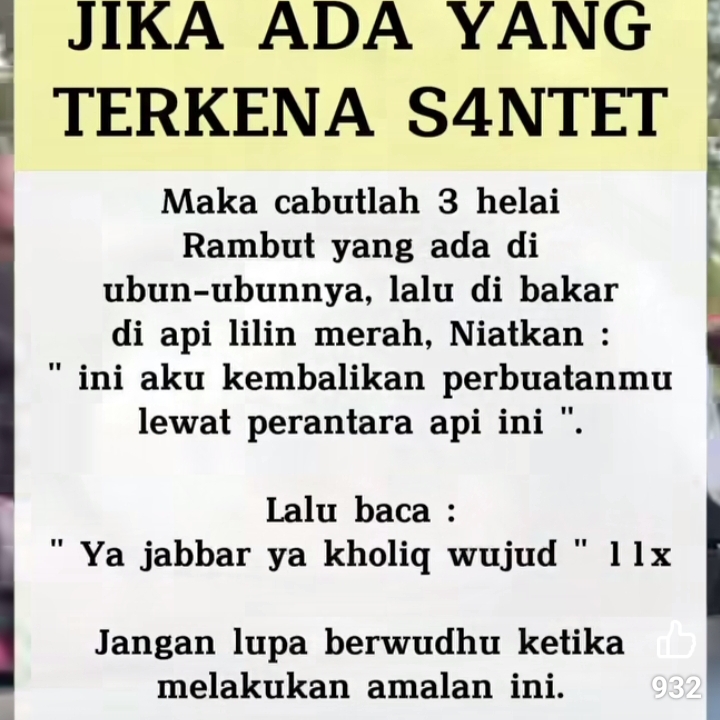 JIKA ADA YANG
TERKENA S4NTET
Maka cabutlah 3 helai
Rambut yang ada di
ubun-ubunnya, lalu di bakar
di api lilin merah, Niatkan :
" ini aku kembalikan perbuatanmu
lewat perantara api ini ".
Lalu baca :
" Ya jabbar ya kholiq wujud " 11x
Jangan lupa berwudhu ketika
melakukan amalan ini.
932